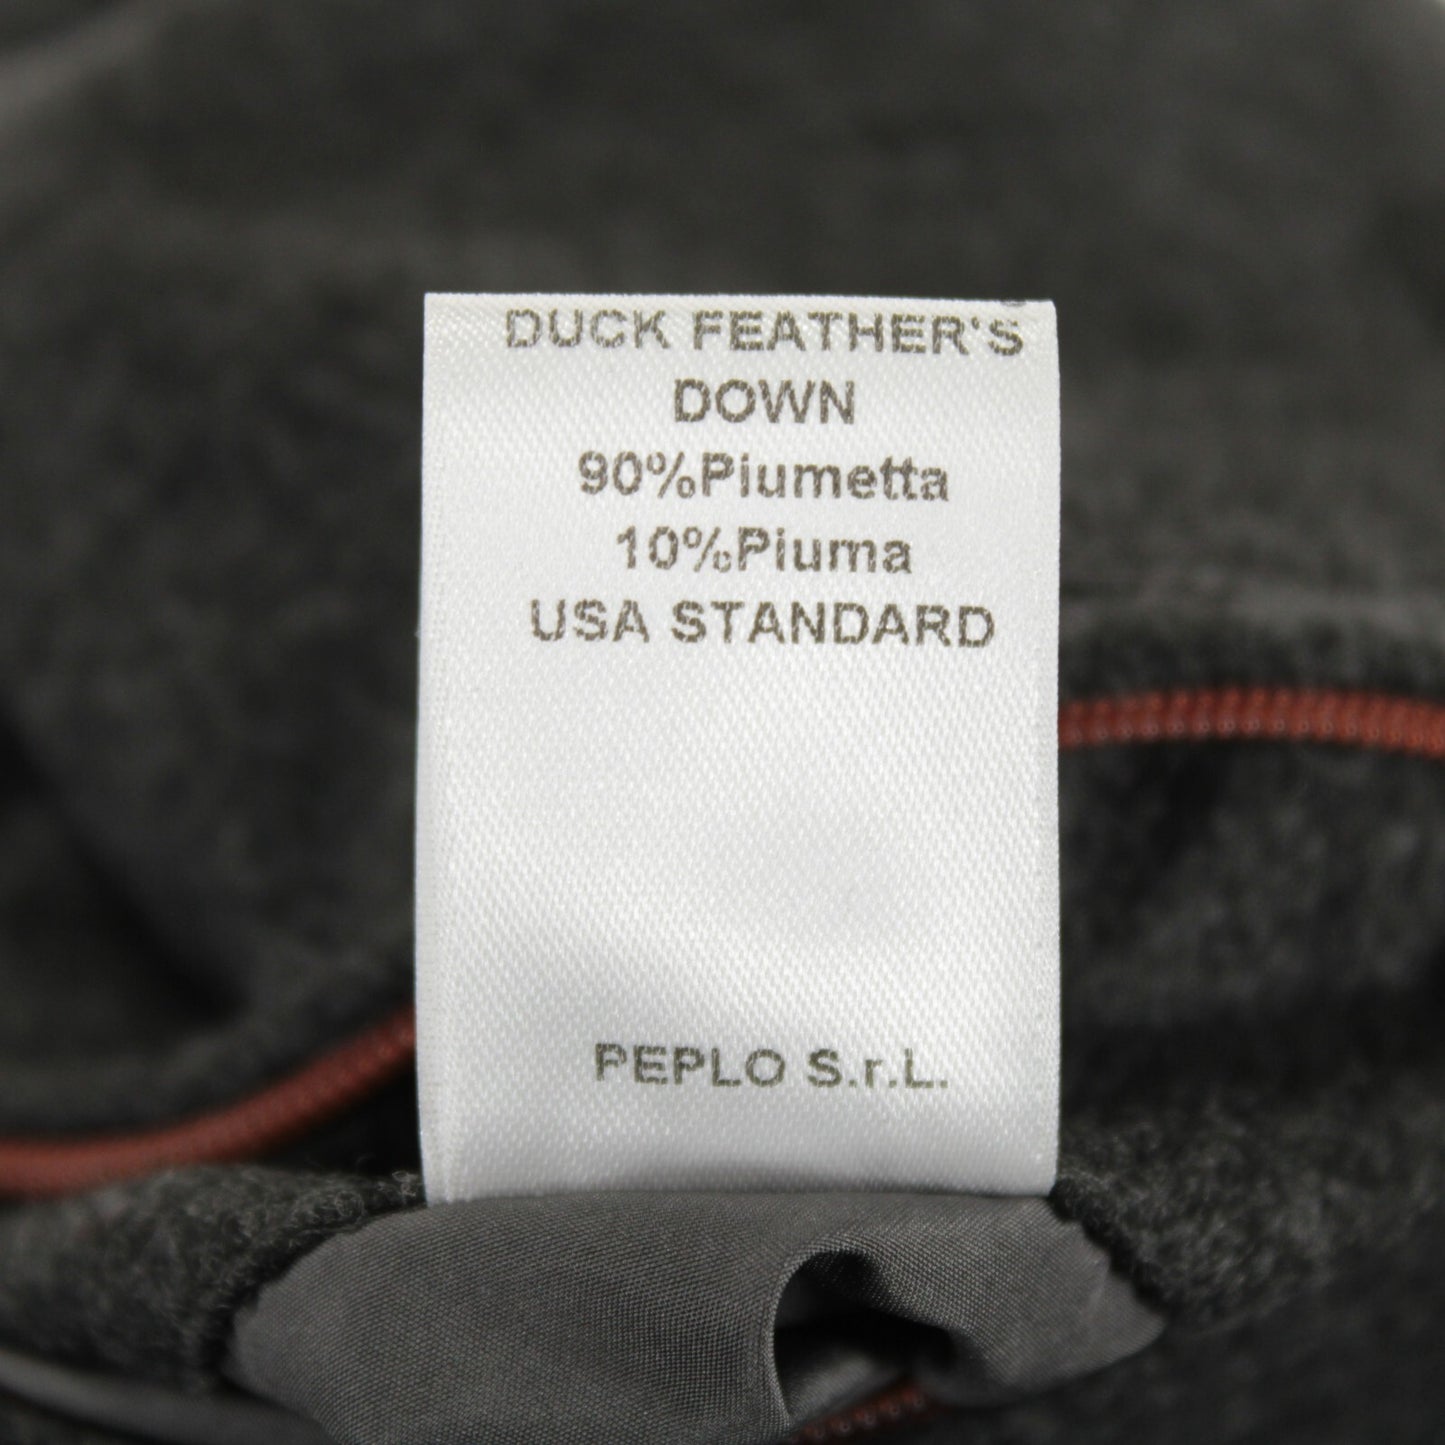 DUCK FEATHER'S
DOWN
90%Piumetta
10%Piuma
USA STANDARD
PEPLO S.r.L.